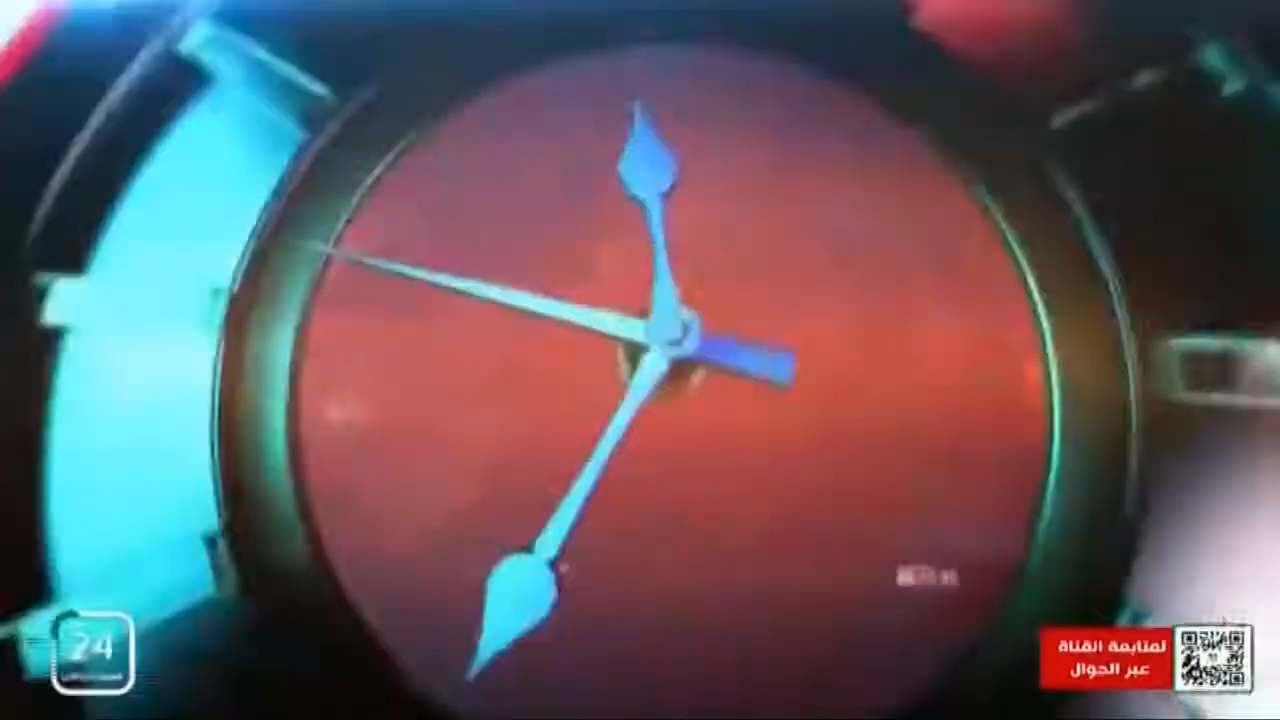 24
لمتابعة القناة
عبر الجوال